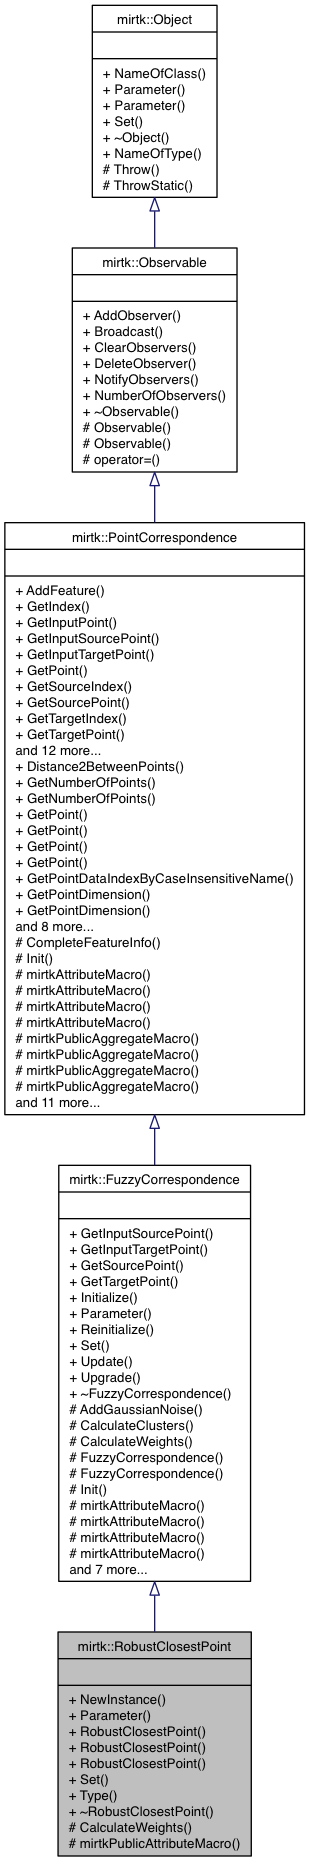 mirtk::Object
+ NameOfClass()
+ Parameter()
+ Parameter()
+ Set()
+ ~Object()
+ NameOfType()
# Throw()
# ThrowStatic()
mirtk::Observable
+ AddObserver()
+ Broadcast()
+ ClearObservers()
+ DeleteObserver()
+ NotifyObservers()
+ NumberOfObservers()
+ ~Observable()
# Observable()
# Observable()
# operator=()
mirtk::PointCorrespondence
+ AddFeature()
+ GetIndex()
+ GetInputPoint()
+ GetInputSourcePoint()
+ GetInputTargetPoint()
+ GetPoint()
+ GetSourceIndex()
+ GetSourcePoint()
+ GetTargetIndex()
+ GetTargetPoint()
and 12 more...
+ Distance2BetweenPoints()
+ GetNumberOfPoints()
+ GetNumberOfPoints()
+ GetPoint()
+ GetPoint()
+ GetPoint()
+ GetPoint()
+ GetPointDataIndexByCaseInsensitiveName()
+ GetPointDimension()
+ GetPointDimension()
and 8 more...
# CompleteFeatureInfo()
# Init()
# mirtkAttributeMacro()
# mirtkAttributeMacro()
# mirtkAttributeMacro()
# mirtkAttributeMacro()
# mirtkPublicAggregateMacro()
# mirtkPublicAggregateMacro()
# mirtkPublicAggregateMacro()
# mirtkPublicAggregateMacro()
and 11 more...
mirtk::FuzzyCorrespondence
+ GetInputSourcePoint()
+ GetInputTargetPoint()
+ GetSourcePoint()
+ GetTargetPoint()
+ Initialize()
+ Parameter()
+ Reinitialize()
+ Set()
+ Update()
+ Upgrade()
+ ~FuzzyCorrespondence()
# AddGaussianNoise()
# CalculateClusters()
# CalculateWeights()
# FuzzyCorrespondence()
# FuzzyCorrespondence()
# Init()
# mirtkAttributeMacro()
# mirtkAttributeMacro()
# mirtkAttributeMacro()
# mirtkAttributeMacro()
and 7 more...
mirtk::RobustClosestPoint
+ NewInstance()
+ Parameter()
+ RobustClosestPoint()
+ RobustClosestPoint()
+ RobustClosestPoint()
+ Set()
+ Type()
+ ~RobustClosestPoint()
# CalculateWeights()
# mirtkPublicAttributeMacro()